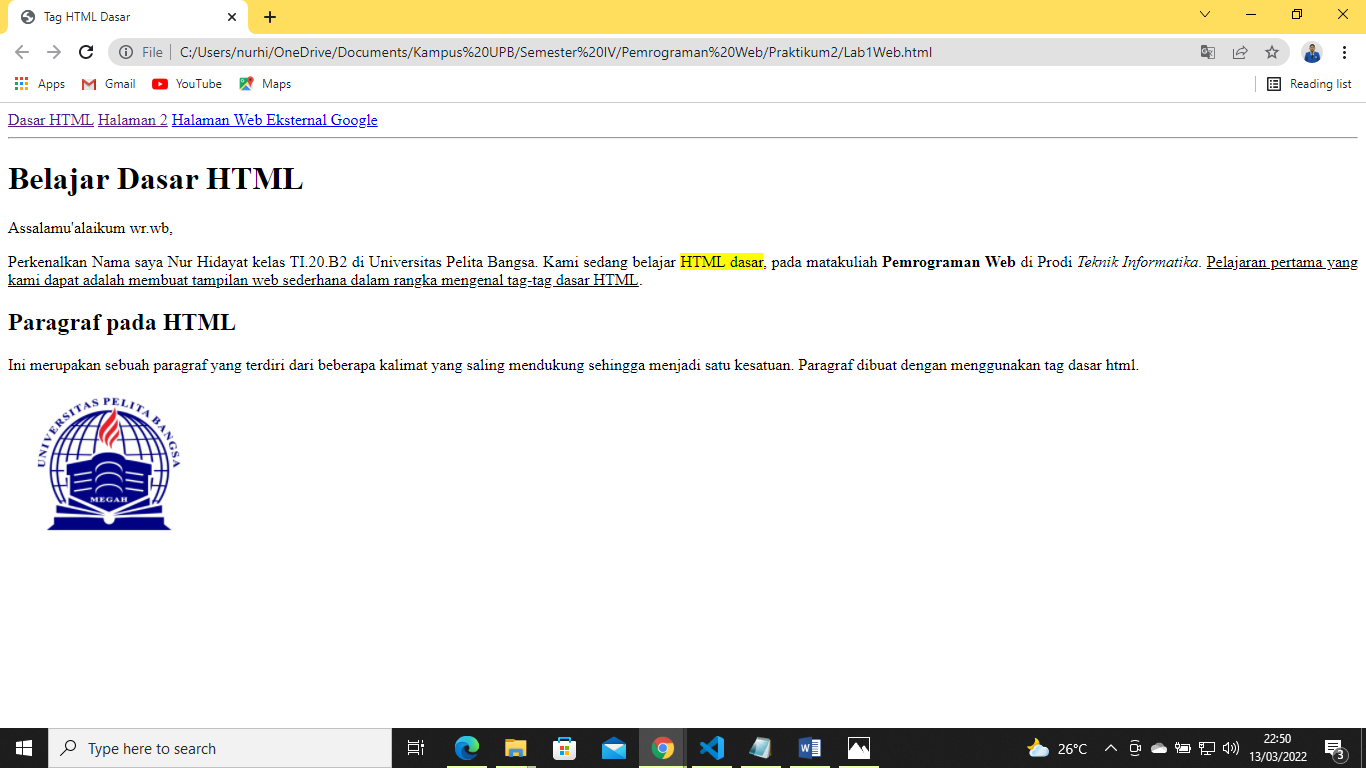 Tag HTML Dasar
File | C:/Users/nurhi/OneDrive/Documents/Kampus%20UPB/Semester%20IV/Pemrograman%20Web/Praktikum2/Lab1Web.html
Apps Gmail YouTube Maps Reading list
Dasar HTML Halaman 2 Halaman Web Eksternal Google
Belajar Dasar HTML
Assalamu'alaikum wr.wb,
Perkenalkan Nama saya Nur Hidayat kelas TI.20.B2 di Universitas Pelita Bangsa. Kami sedang belajar HTML dasar, pada matakuliah Pemrograman Web di Prodi Teknik Informatika. Pelajaran pertama yang
kami dapat adalah membuat tampilan web sederhana dalam rangka mengenal tag-tag dasar HTML.
Paragraf pada HTML
Ini merupakan sebuah paragraf yang terdiri dari beberapa kalimat yang saling mendukung sehingga menjadi satu kesatuan. Paragraf dibuat dengan menggunakan tag dasar html.
UNIVERSITAS PELITA BANGSA
MEGAH
Type here to search
26°C
22:50
13/03/2022
3